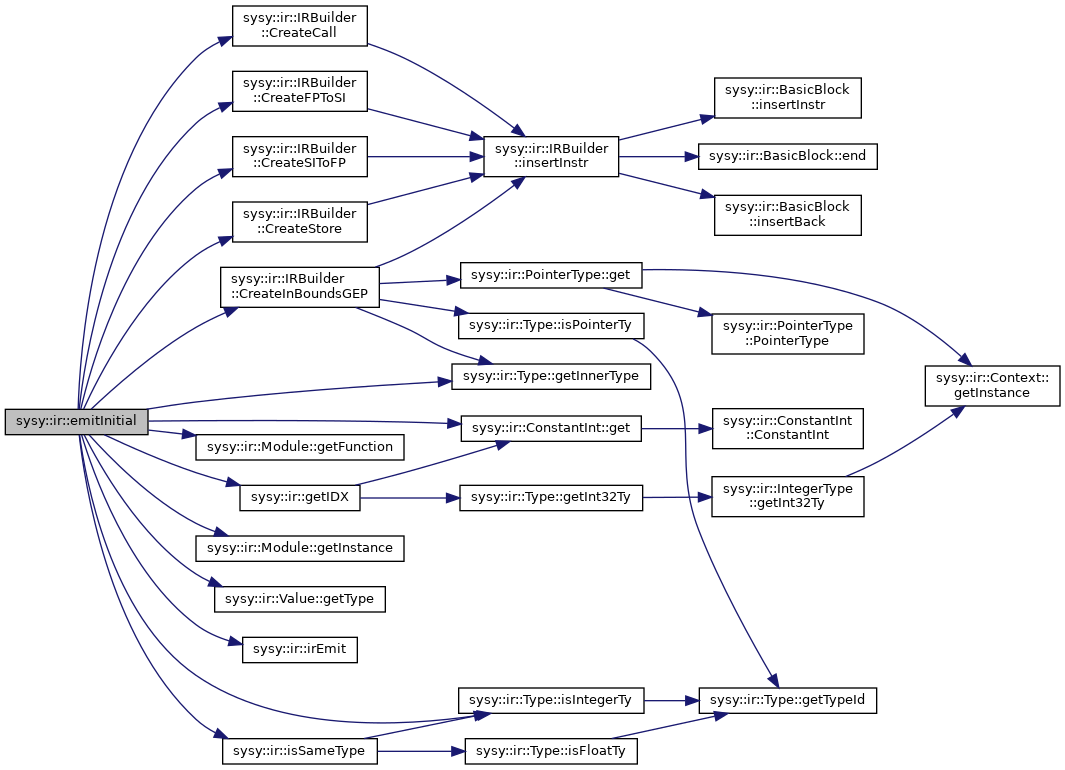 sysy::ir::emitInitial
sysy::ir::IRBuilder
::CreateCall
sysy::ir::IRBuilder
::CreateFPToSI
sysy::ir::IRBuilder
::CreateSIToFP
sysy::ir::IRBuilder
::CreateStore
sysy::ir::IRBuilder
::CreateInBoundsGEP
sysy::ir::Module::getFunction
sysy::ir::getIDX
sysy::ir::Module::getInstance
sysy::ir::Value::getType
sysy::ir::irEmit
sysy::ir::isSameType
sysy::ir::IRBuilder
::insertInstr
sysy::ir::PointerType::get
sysy::ir::Type::isPointerTy
sysy::ir::Type::getInnerType
sysy::ir::ConstantInt::get
sysy::ir::Type::getInt32Ty
sysy::ir::Type::isIntegerTy
sysy::ir::Type::isFloatTy
sysy::ir::BasicBlock
::insertInstr
sysy::ir::BasicBlock::end
sysy::ir::BasicBlock
::insertBack
sysy::ir::PointerType
::PointerType
sysy::ir::ConstantInt
::ConstantInt
sysy::ir::IntegerType
::getInt32Ty
sysy::ir::Type::getTypeId
sysy::ir::Context::
getInstance